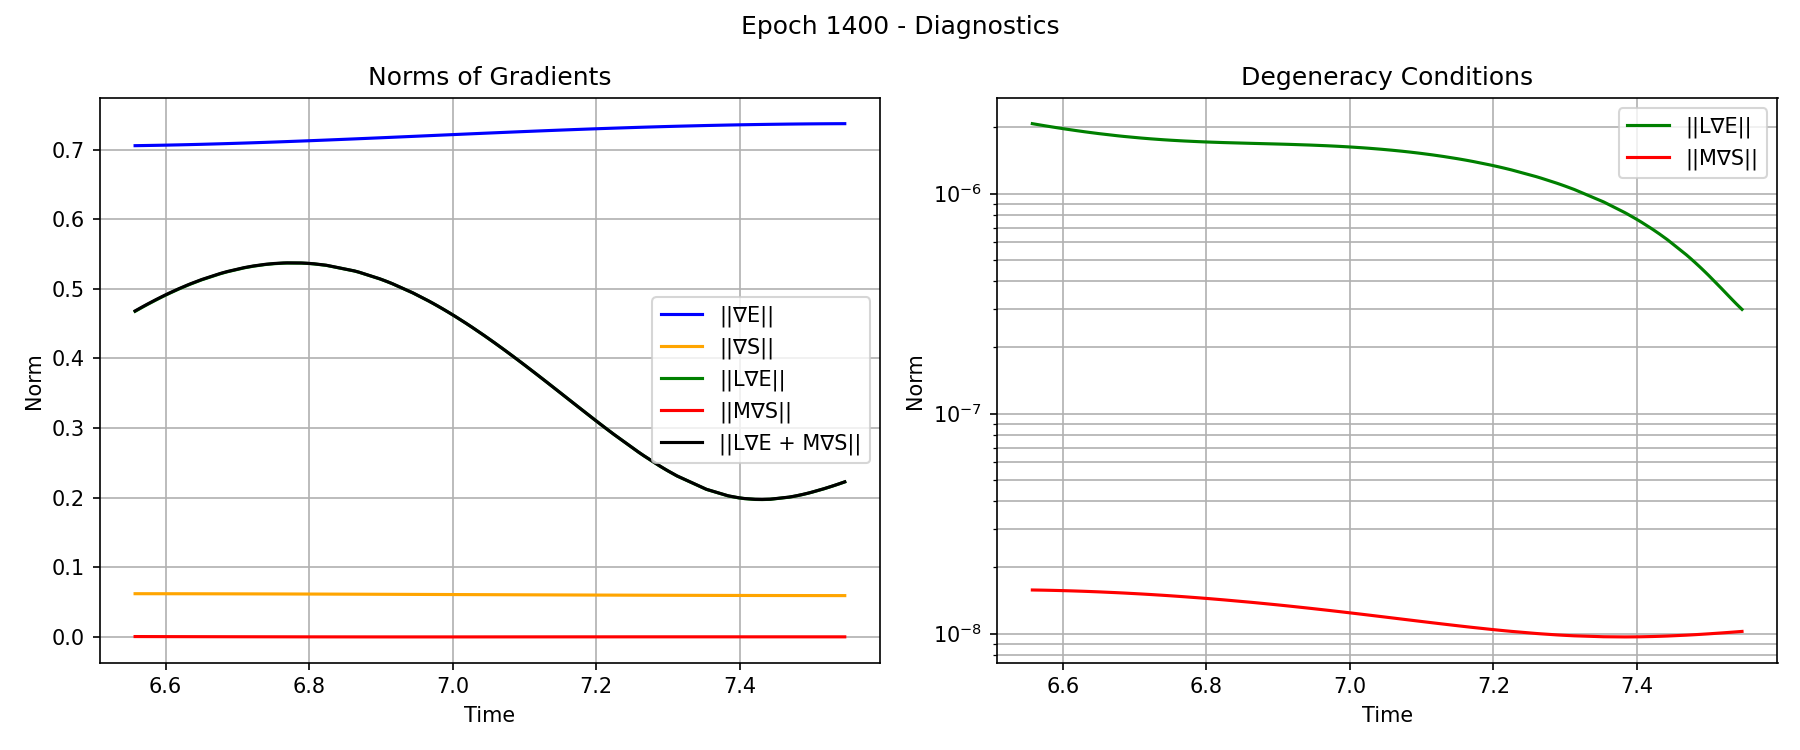 Epoch 1400 - Diagnostics
Norms of Gradients
Norm
0.7
0.6
0.5
0.4
0.3
0.2
0.1
0.0
||∇E||
||∇S||
||L∇E||
||M∇S||
||L∇E + M∇S||
6.6 6.8 7.0 7.2 7.4
Time
Degeneracy Conditions
Norm
10⁻⁶
10⁻⁷
10⁻⁸
||L∇E||
||M∇S||
6.6 6.8 7.0 7.2 7.4
Time